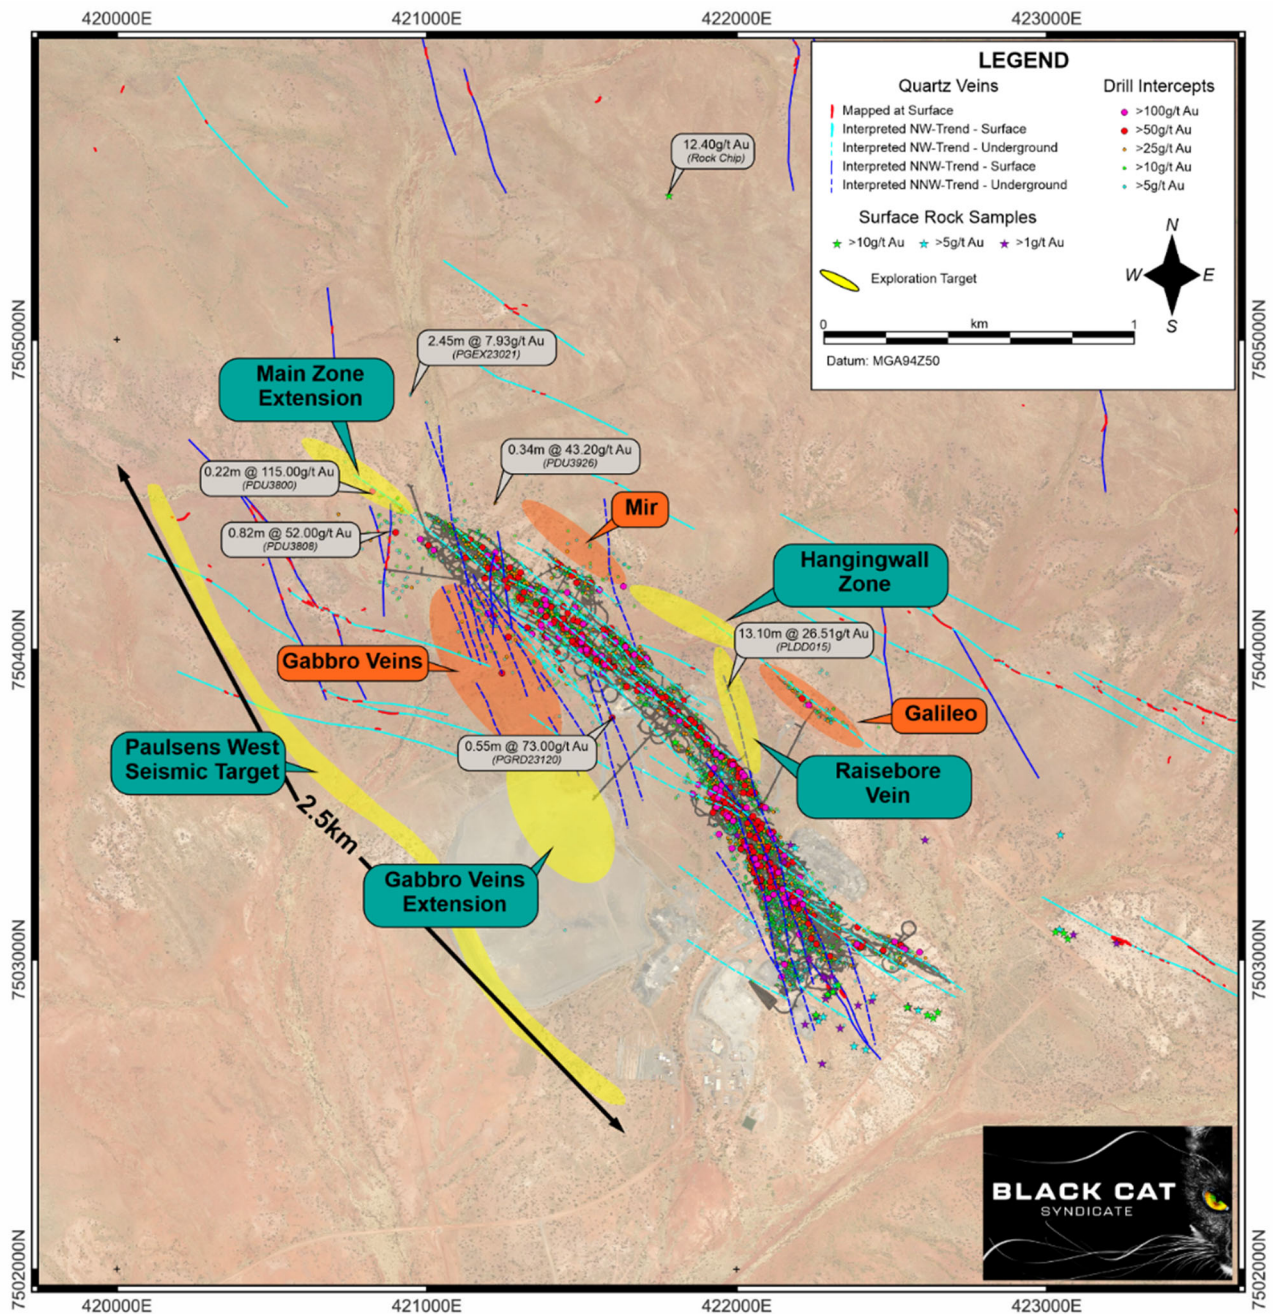 420000E
421000E
422000E
423000E
LEGEND
Quartz Veins
Mapped at Surface
Interpreted NW-Trend - Surface
Interpreted NW-Trend - Underground
Interpreted NNW-Trend - Surface
Interpreted NNW-Trend - Underground
Drill Intercepts
>100g/t Au
>50g/t Au
>25g/t Au
>10g/t Au
>5g/t Au
Surface Rock Samples
>10g/t Au
>5g/t Au
>1g/t Au
Exploration Target
N
W
E
S
0
km
1
Datum: MGA94Z50
12.40g/t Au
(Rock Chip)
7505000N
7505000N
2.45m @ 7.93g/t Au
(PGEX23021)
Main Zone
Extension
0.34m @ 43.20g/t Au
(PDU3926)
0.22m @ 115.00g/t Au
(PDU3800)
Mir
0.82m @ 52.00g/t Au
(PDU3808)
Hangingwall
Zone
7504000N
7504000N
13.10m @ 26.51g/t Au
(PLDD015)
Gabbro Veins
Galileo
0.55m @ 73.00g/t Au
(PGRD23120)
Paulsens West
Seismic Target
Raisebore
Vein
2.5km
Gabbro Veins
Extension
7503000N
7503000N
BLACK CAT
SYNDICATE
7502000N
7502000N
420000E
421000E
422000E
423000E